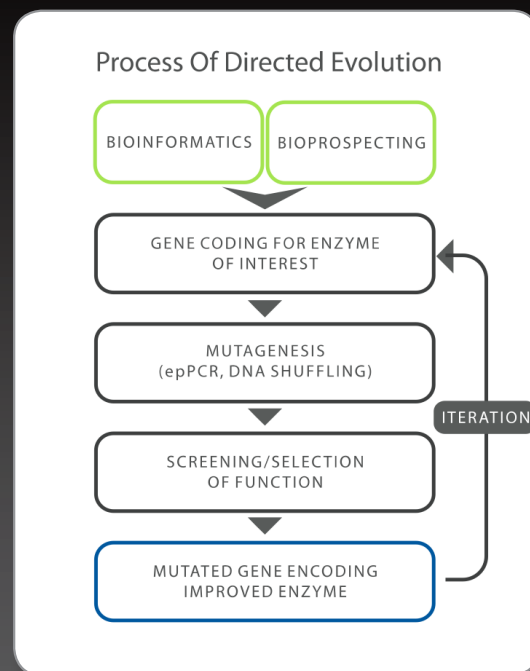 Process Of Directed Evolution
BIOINFORMATICS
BIOPROSPECTING
GENE CODING FOR ENZYME
OF INTEREST
MUTAGENESIS
(epPCR, DNA SHUFFLING)
ITERATION
SCREENING/SELECTION
OF FUNCTION
MUTATED GENE ENCODING
IMPROVED ENZYME